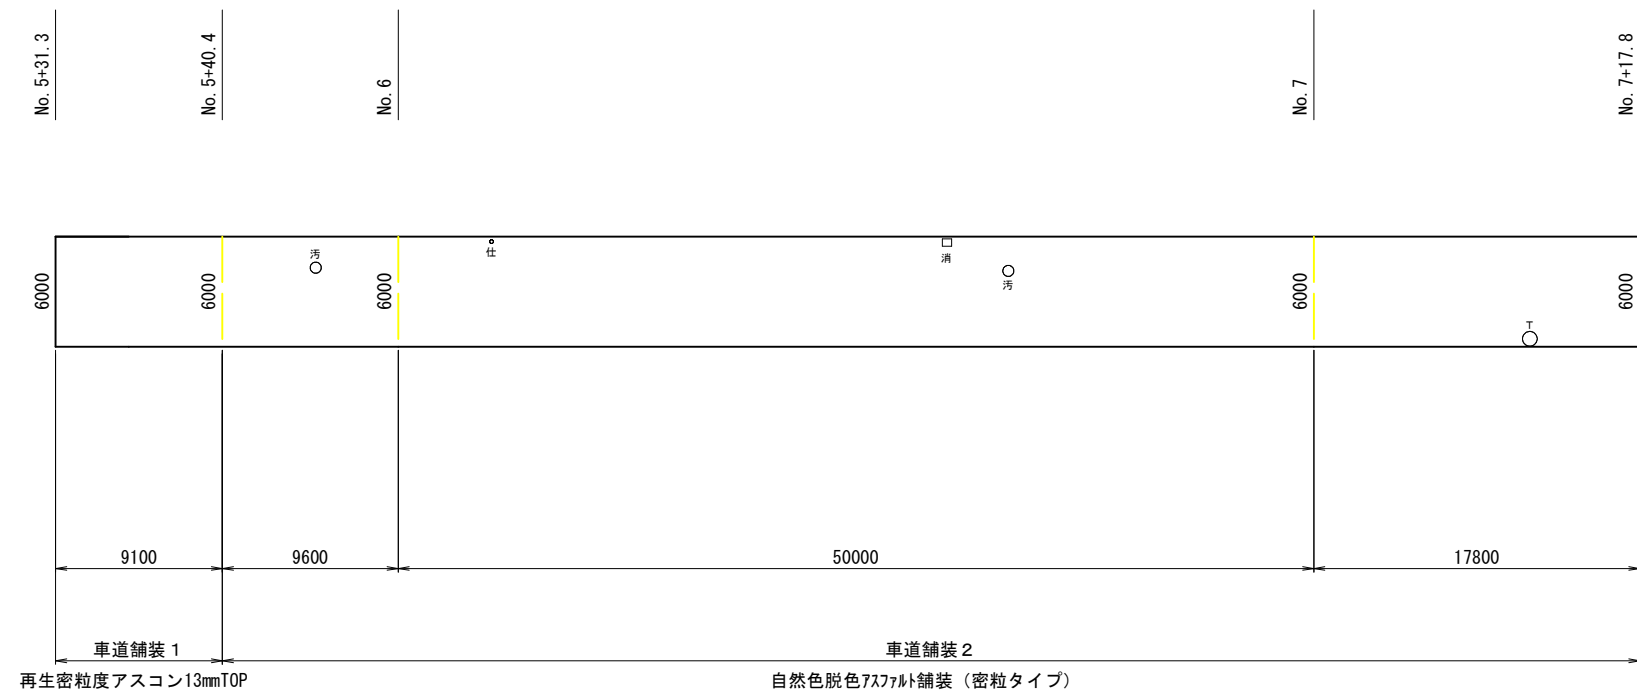 No. 5+31.3
No. 5+40.4
No. 6
No. 7
No. 7+17.8
6000
6000
6000
6000
6000
汚
仕
消
汚
T
9100
9600
50000
17800
車道舗装１
車道舗装２
再生密粒度アスコン13mmTOP
自然色脱色ｱｽﾌｧﾙﾄ舗装（密粒タイプ）